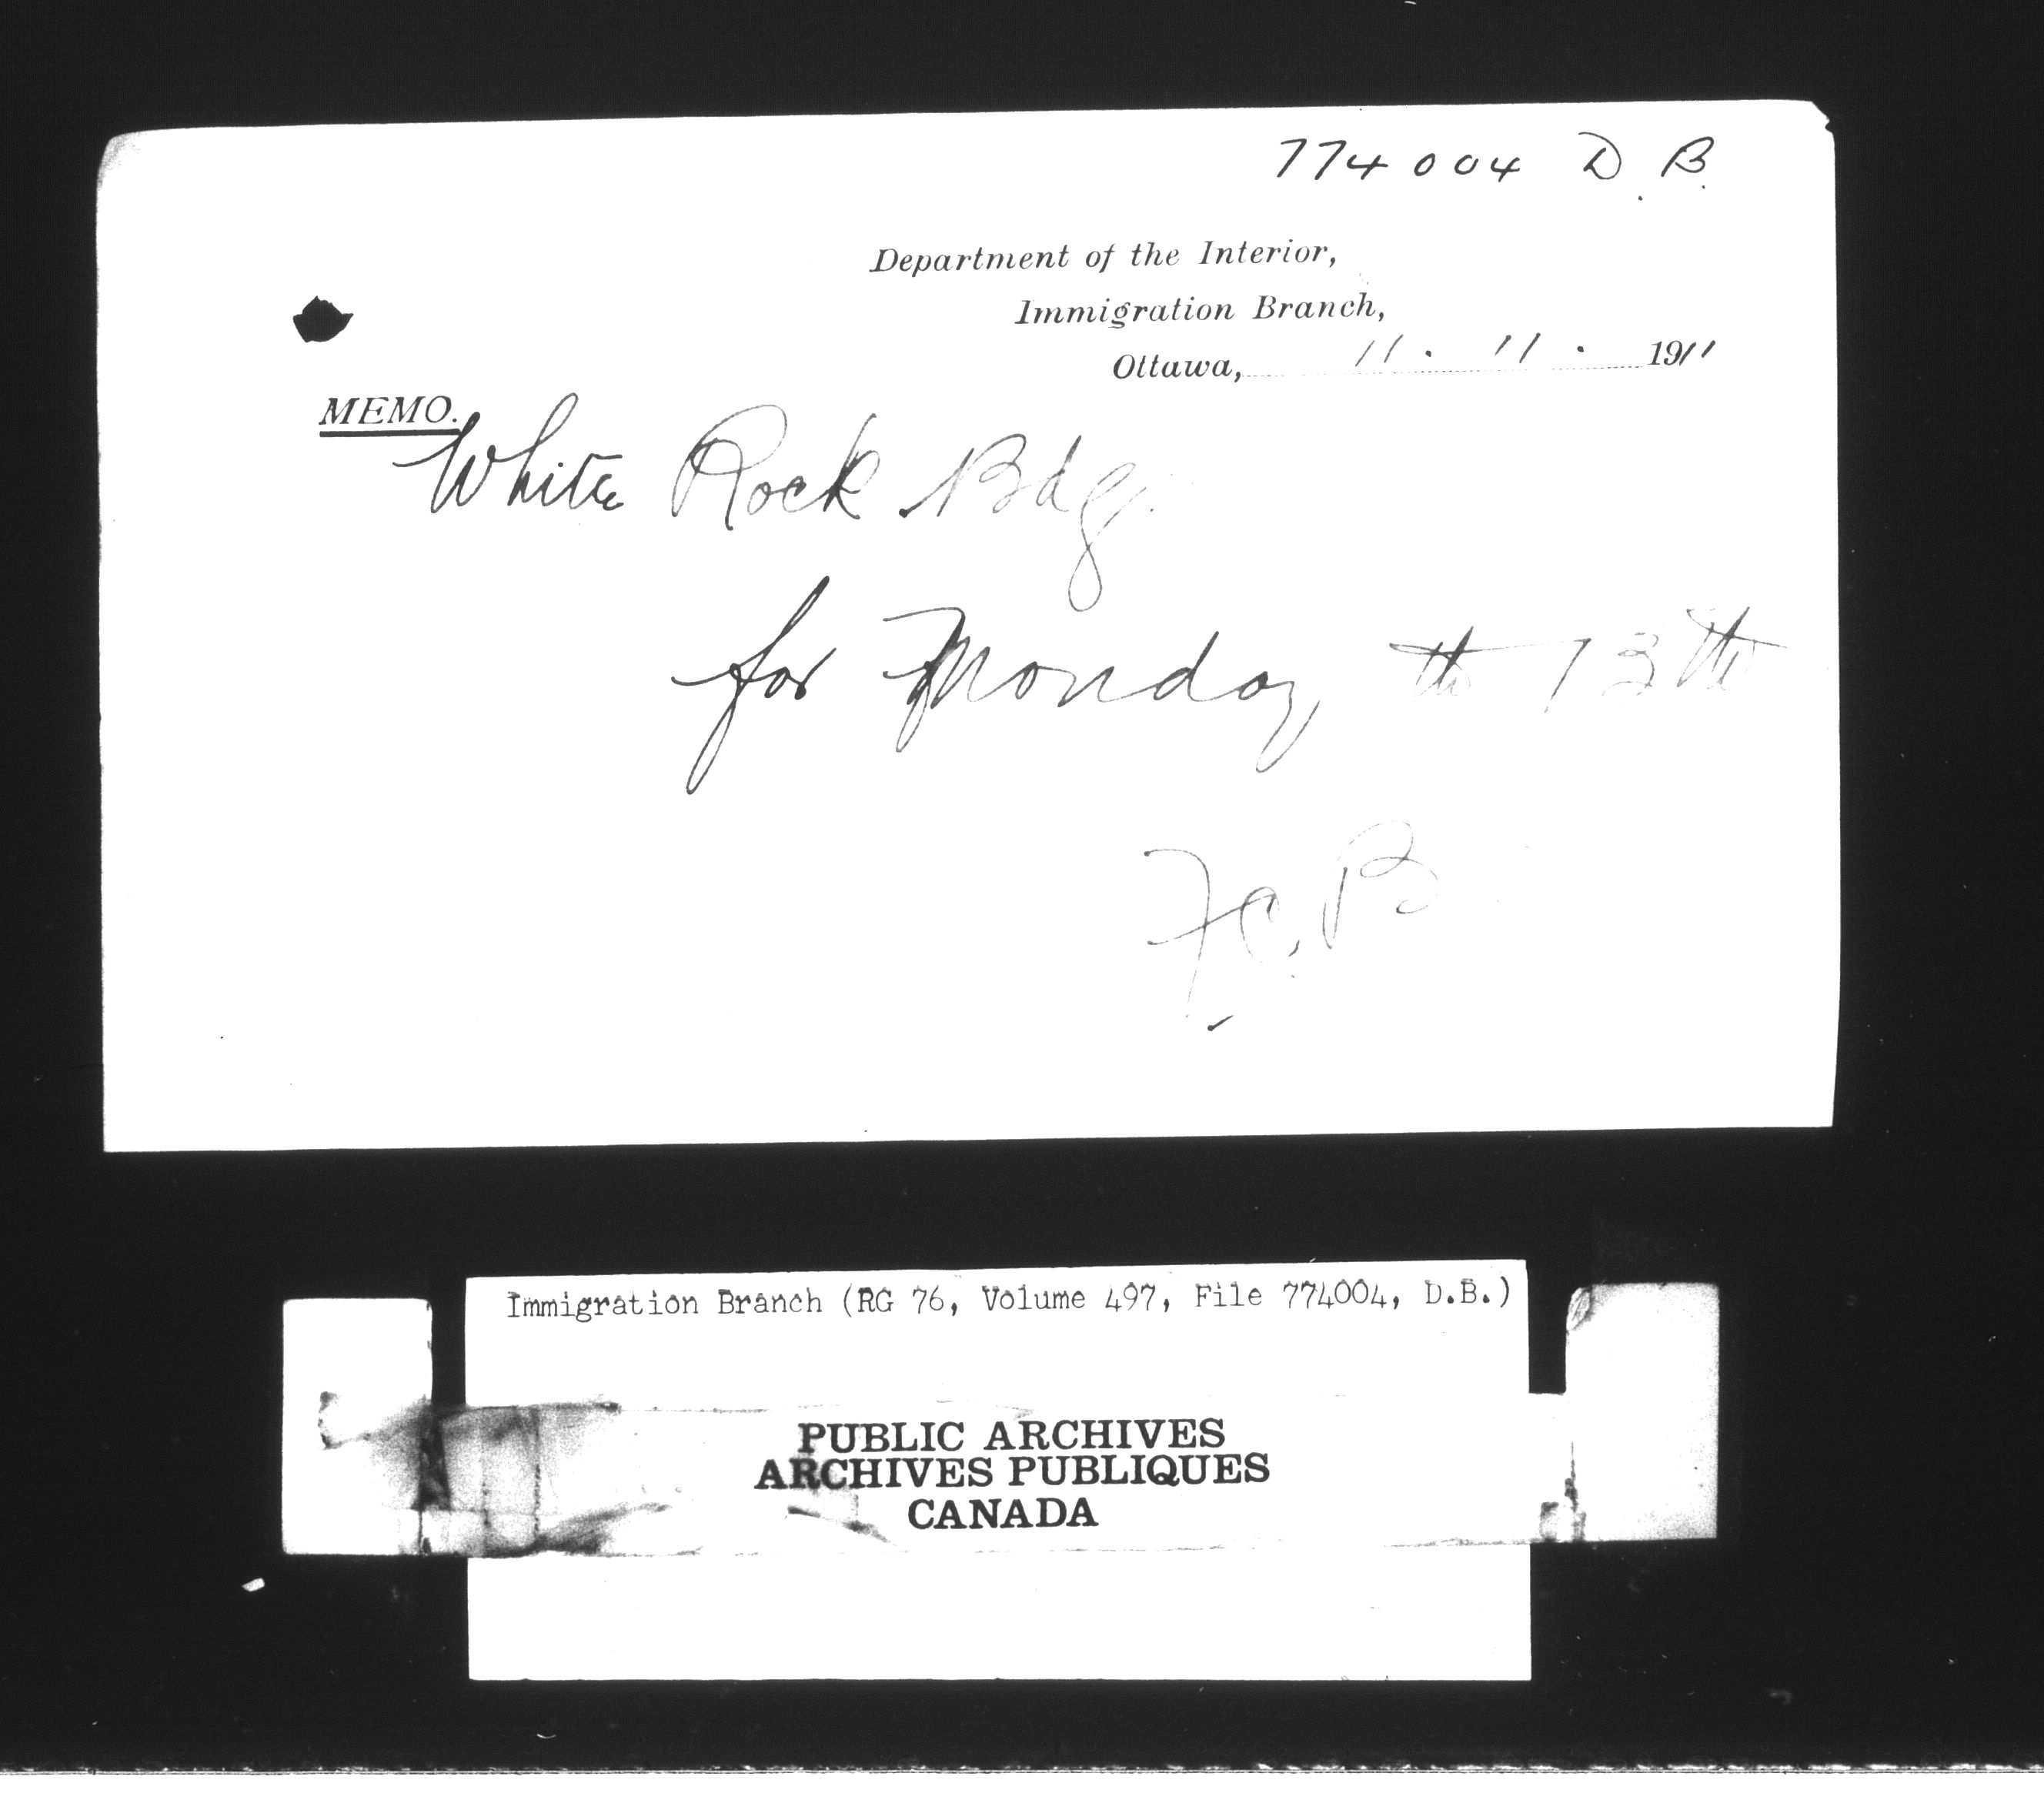 774004 D.B.
Department of the Interior,
Immigration Branch,
Ottawa, 11. 11. 1911
MEMO.
White Rock Bdg.
for Monday th 13th
F.C.B
Immigration Branch (RG 76, Volume 497, File 774004, D.B.)
PUBLIC ARCHIVES
ARCHIVES PUBLIQUES
CANADA